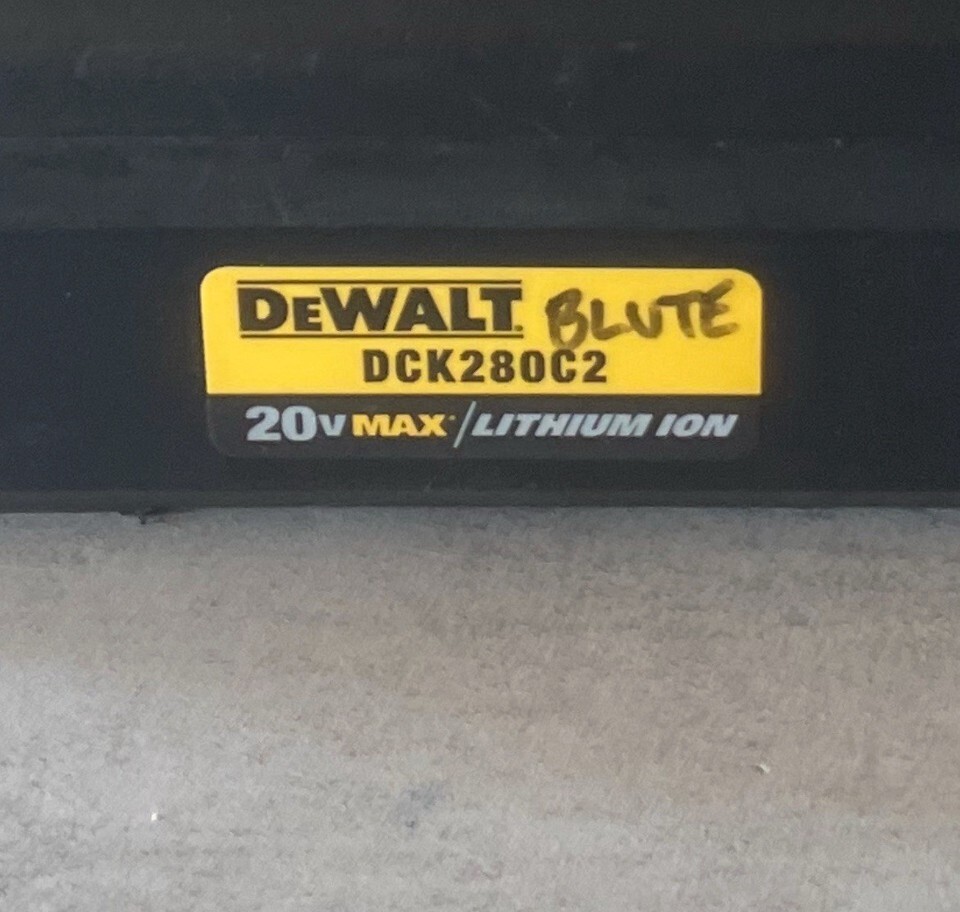 DEWALT. BLUTE
DCK280C2
20V MAX* / LITHIUM ION